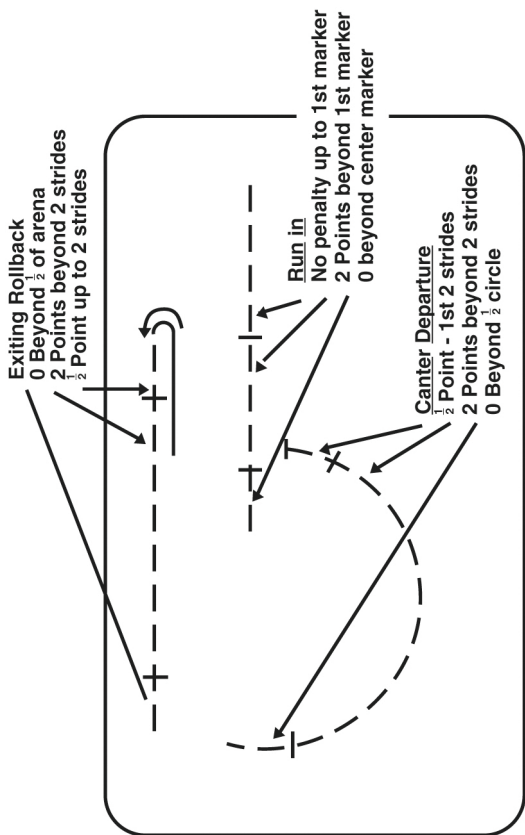 Exiting Rollback
0 Beyond ½ of arena
2 Points beyond 2 strides
½ Point up to 2 strides
Run in
No penalty up to 1st marker
2 Points beyond 1st marker
0 beyond center marker
Canter Departure
½ Point - 1st 2 strides
2 Points beyond 2 strides
0 Beyond ½ circle